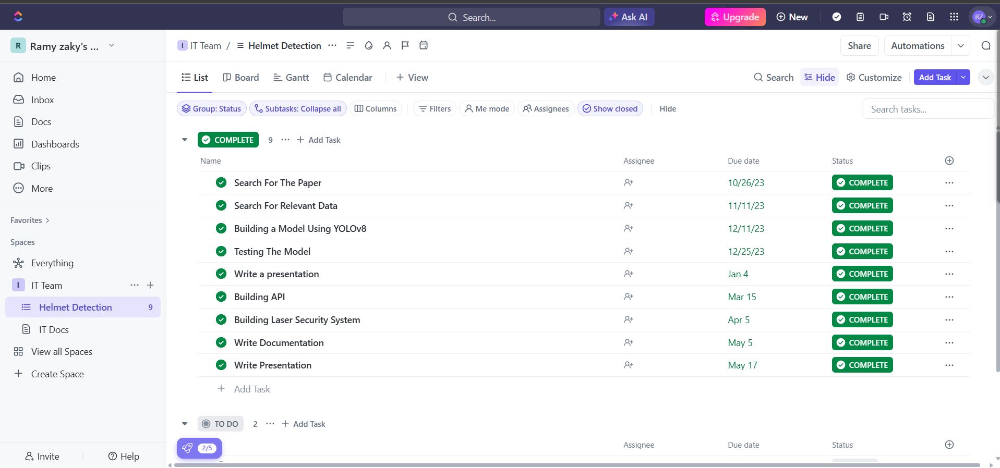 Search...
Ask AI
Upgrade
New
RZ
R
Ramy zaky's ...
I IT Team / Helmet Detection
Share
Automations
Home
Inbox
Docs
Dashboards
Clips
More
Favorites
Spaces
Everything
I IT Team
Helmet Detection 9
IT Docs
View all Spaces
Create Space
Invite
Help
List
Board
Gantt
Calendar
View
Search
Hide
Customize
Add Task
Group: Status
Subtasks: Collapse all
Columns
Filters
Me mode
Assignees
Show closed
Hide
Search tasks...
COMPLETE 9 ... Add Task
Name Assignee Due date Status
Search For The Paper 10/26/23 COMPLETE
Search For Relevant Data 11/11/23 COMPLETE
Building a Model Using YOLOv8 12/11/23 COMPLETE
Testing The Model 12/25/23 COMPLETE
Write a presentation Jan 4 COMPLETE
Building API Mar 15 COMPLETE
Building Laser Security System Apr 5 COMPLETE
Write Documentation May 5 COMPLETE
Write Presentation May 17 COMPLETE
Add Task
TO DO 2 ... Add Task
2/5
Assignee Due date Status